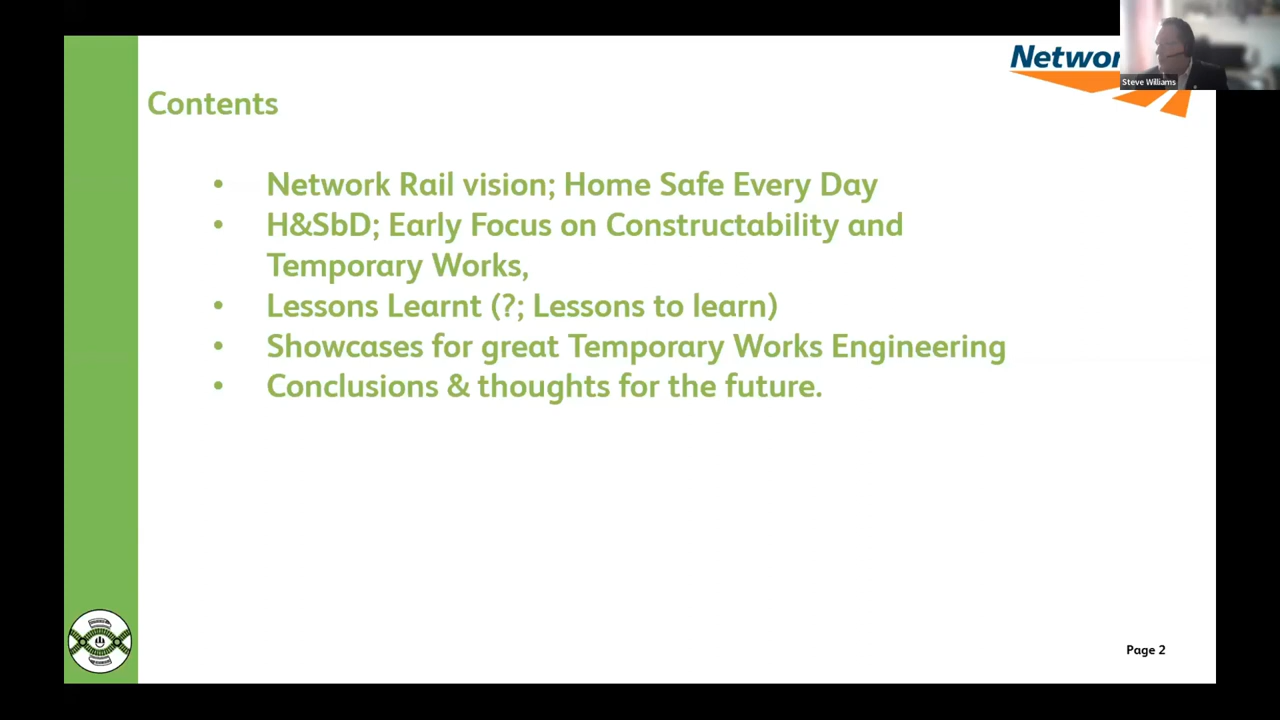 Networ
Steve Williams
Contents
• Network Rail vision; Home Safe Every Day
• H&SbD; Early Focus on Constructability and
Temporary Works,
• Lessons Learnt (?; Lessons to learn)
• Showcases for great Temporary Works Engineering
• Conclusions & thoughts for the future.
Page 2